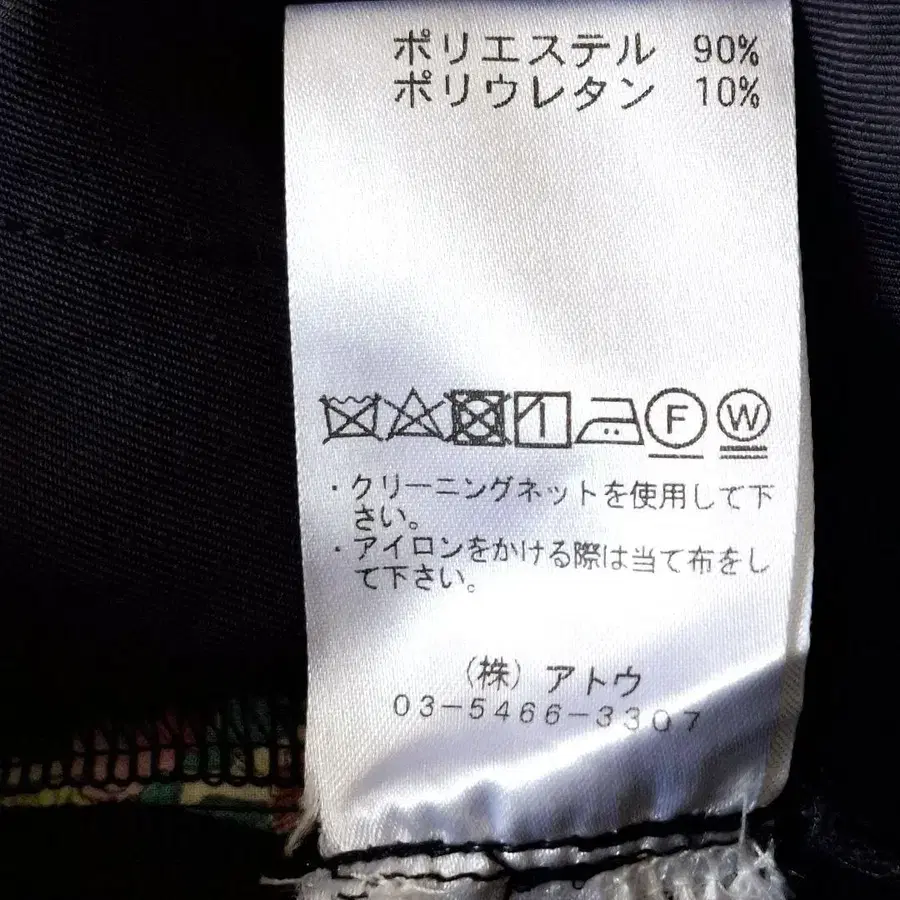 ポリエステル 90%
ポリウレタン 10%
F W
・クリーニングネットを使用して下
さい。
・アイロンをかける際は当て布をし
て下さい。
(株) アトウ
03-5466-3307